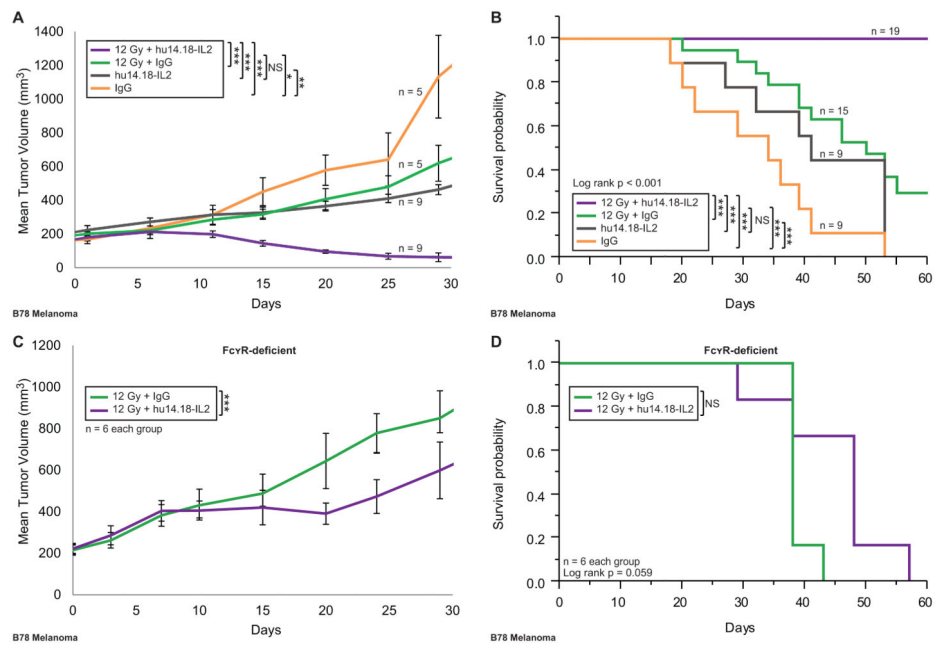 A
1400
1200
1000
800
600
400
200
0
Mean Tumor Volume (mm³)
12 Gy + hu14.18-IL2
12 Gy + IgG
hu14.18-IL2
IgG
***
***
***
NS
*
**
n = 5
n = 5
n = 9
n = 9
0 5 10 15 20 25 30
Days
B78 Melanoma
B
1.0
0.8
0.6
0.4
0.2
0.0
Survival probability
n = 19
n = 15
n = 9
n = 9
Log rank p < 0.001
12 Gy + hu14.18-IL2
12 Gy + IgG
hu14.18-IL2
IgG
***
***
***
NS
***
***
0 10 20 30 40 50 60
Days
B78 Melanoma
C
FcγR-deficient
1200
1000
800
600
400
200
0
Mean Tumor Volume (mm³)
12 Gy + IgG
12 Gy + hu14.18-IL2
***
n = 6 each group
0 5 10 15 20 25 30
Days
B78 Melanoma
D
FcγR-deficient
1.0
0.8
0.6
0.4
0.2
0.0
Survival probability
12 Gy + IgG
12 Gy + hu14.18-IL2
NS
n = 6 each group
Log rank p = 0.059
0 10 20 30 40 50 60
Days
B78 Melanoma